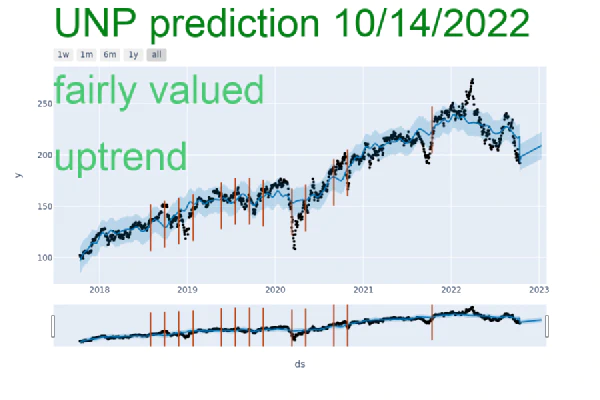 UNP prediction 10/14/2022
1w 1m 6m 1y all
fairly valued
uptrend
250
200
150
100
y
2018 2019 2020 2021 2022 2023
ds